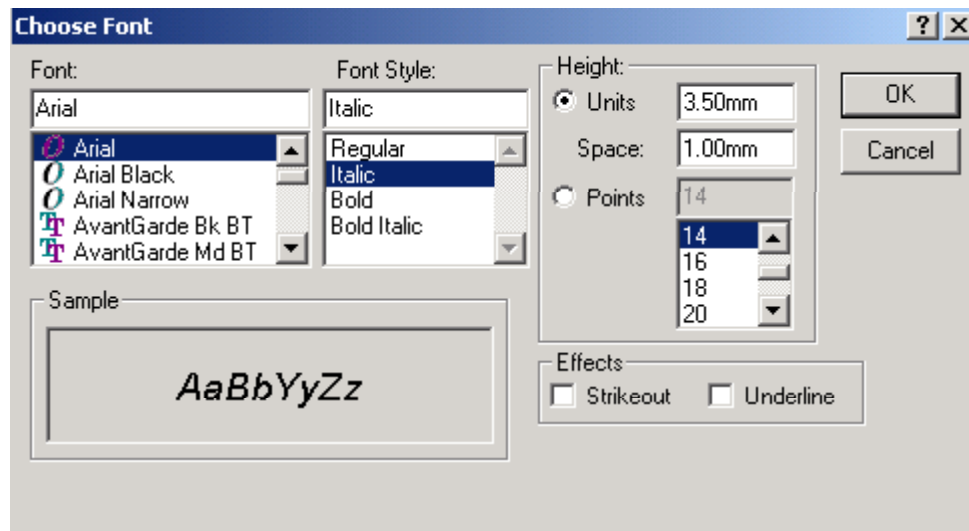 Choose Font
Font:
Arial
Arial
Arial Black
Arial Narrow
AvantGarde Bk BT
AvantGarde Md BT
Font Style:
Italic
Regular
Italic
Bold
Bold Italic
Height:
Units 3.50mm
Space: 1.00mm
Points 14
14
16
18
20
OK
Cancel
Sample
AaBbYyZz
Effects
Strikeout Underline